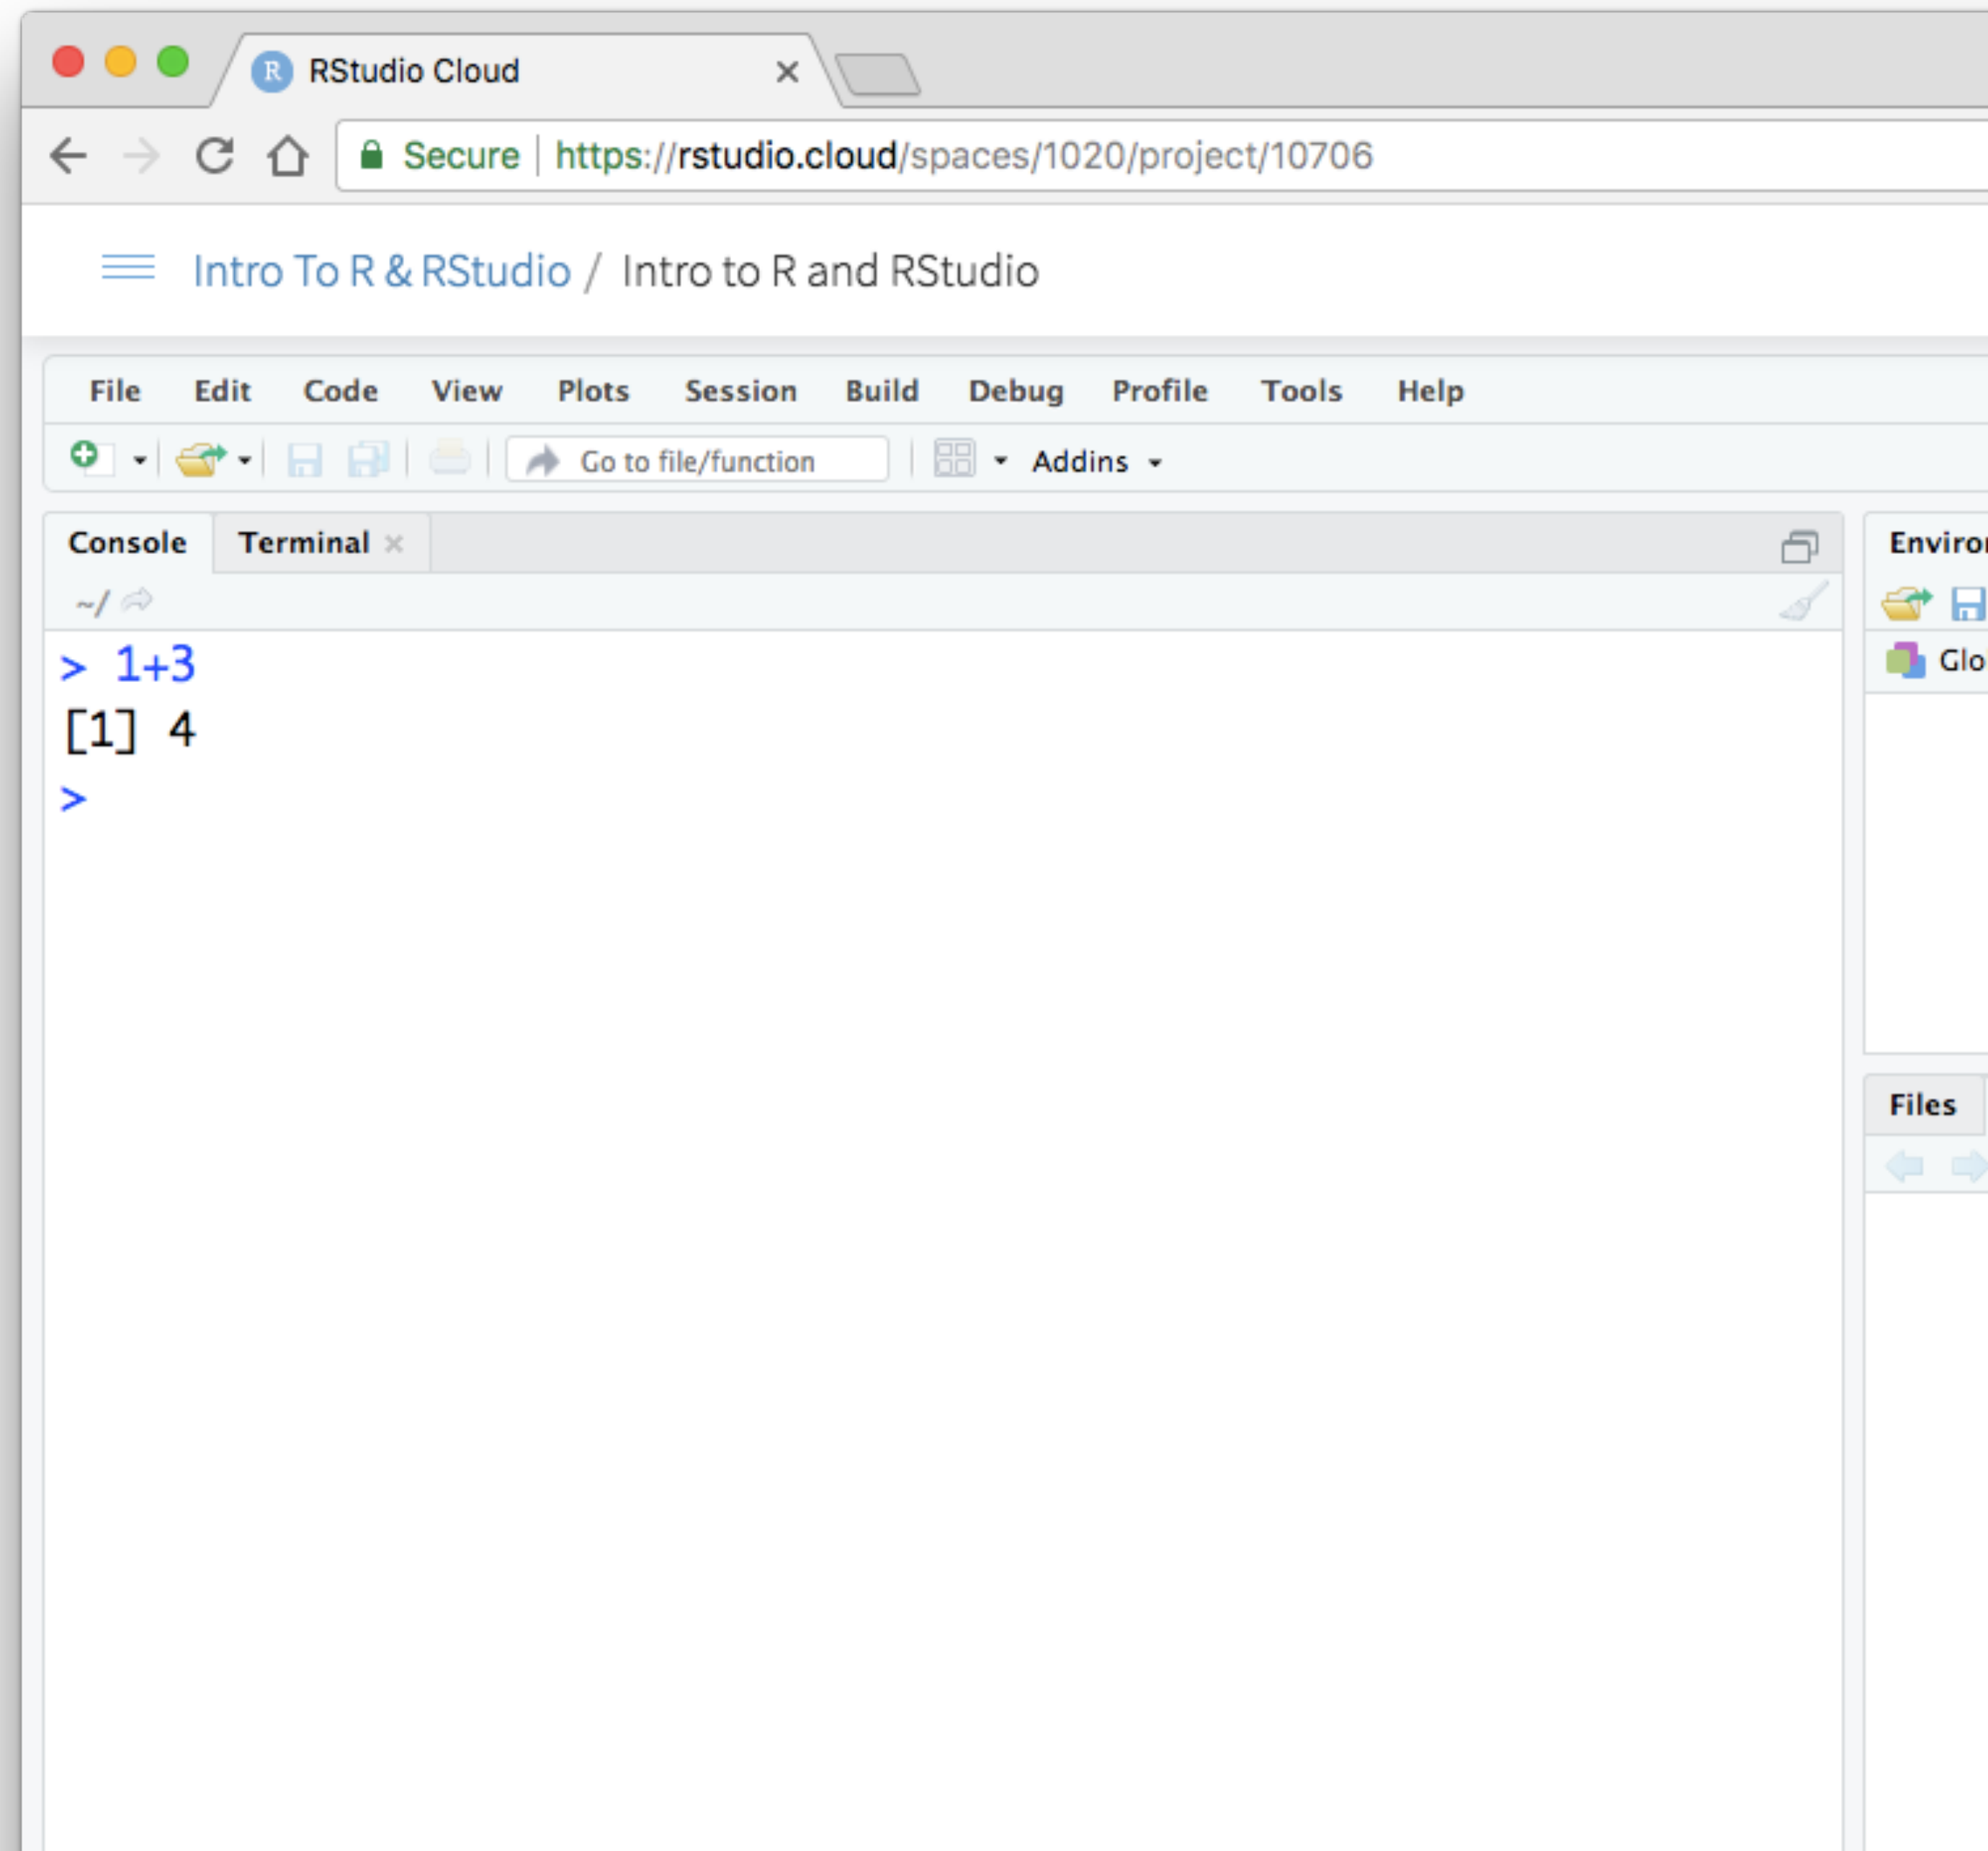 RStudio Cloud
Secure | https://rstudio.cloud/spaces/1020/project/10706
Intro To R & RStudio / Intro to R and RStudio
File Edit Code View Plots Session Build Debug Profile Tools Help
Go to file/function Addins
Console Terminal
~/
> 1+3
[1] 4
>
Files